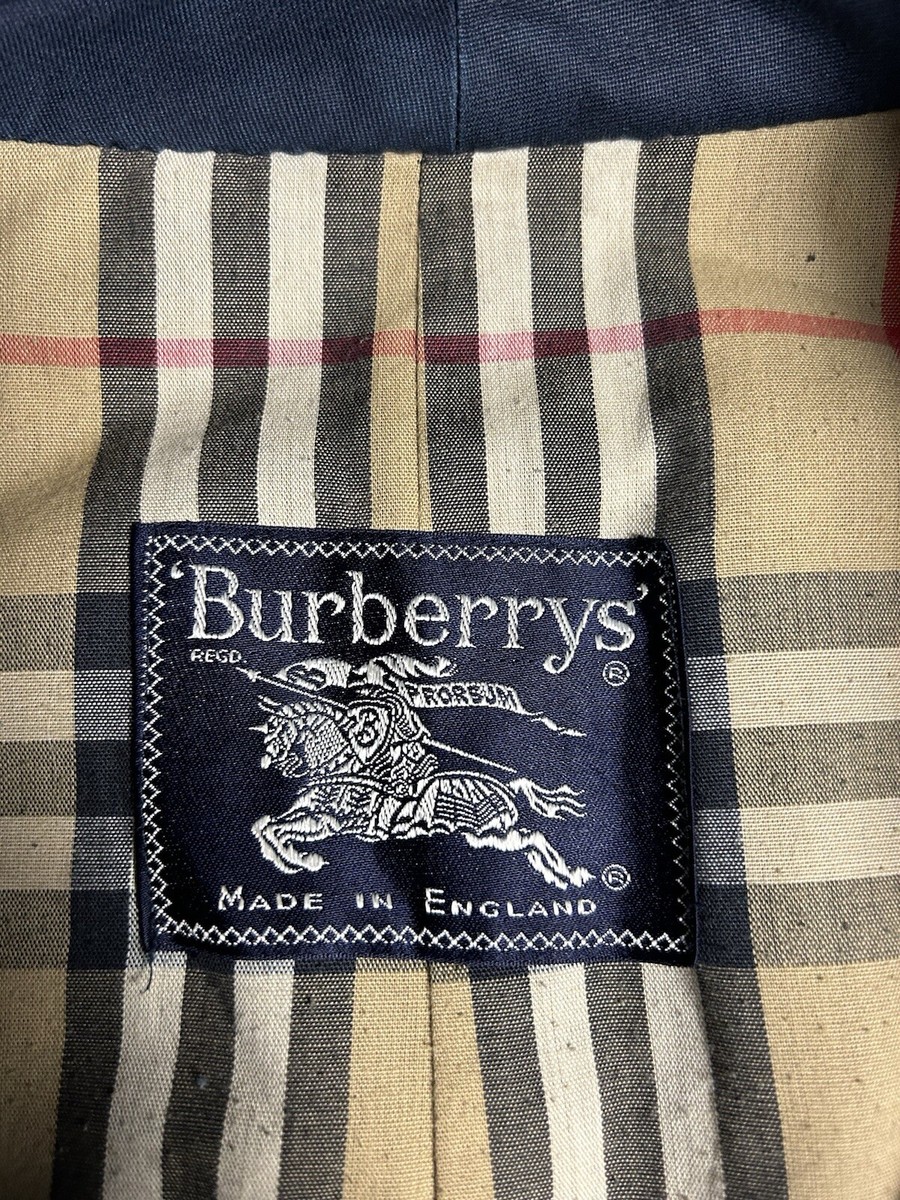 'Burberrys'
REGD
®
PRORSUM
®
MADE IN ENGLAND